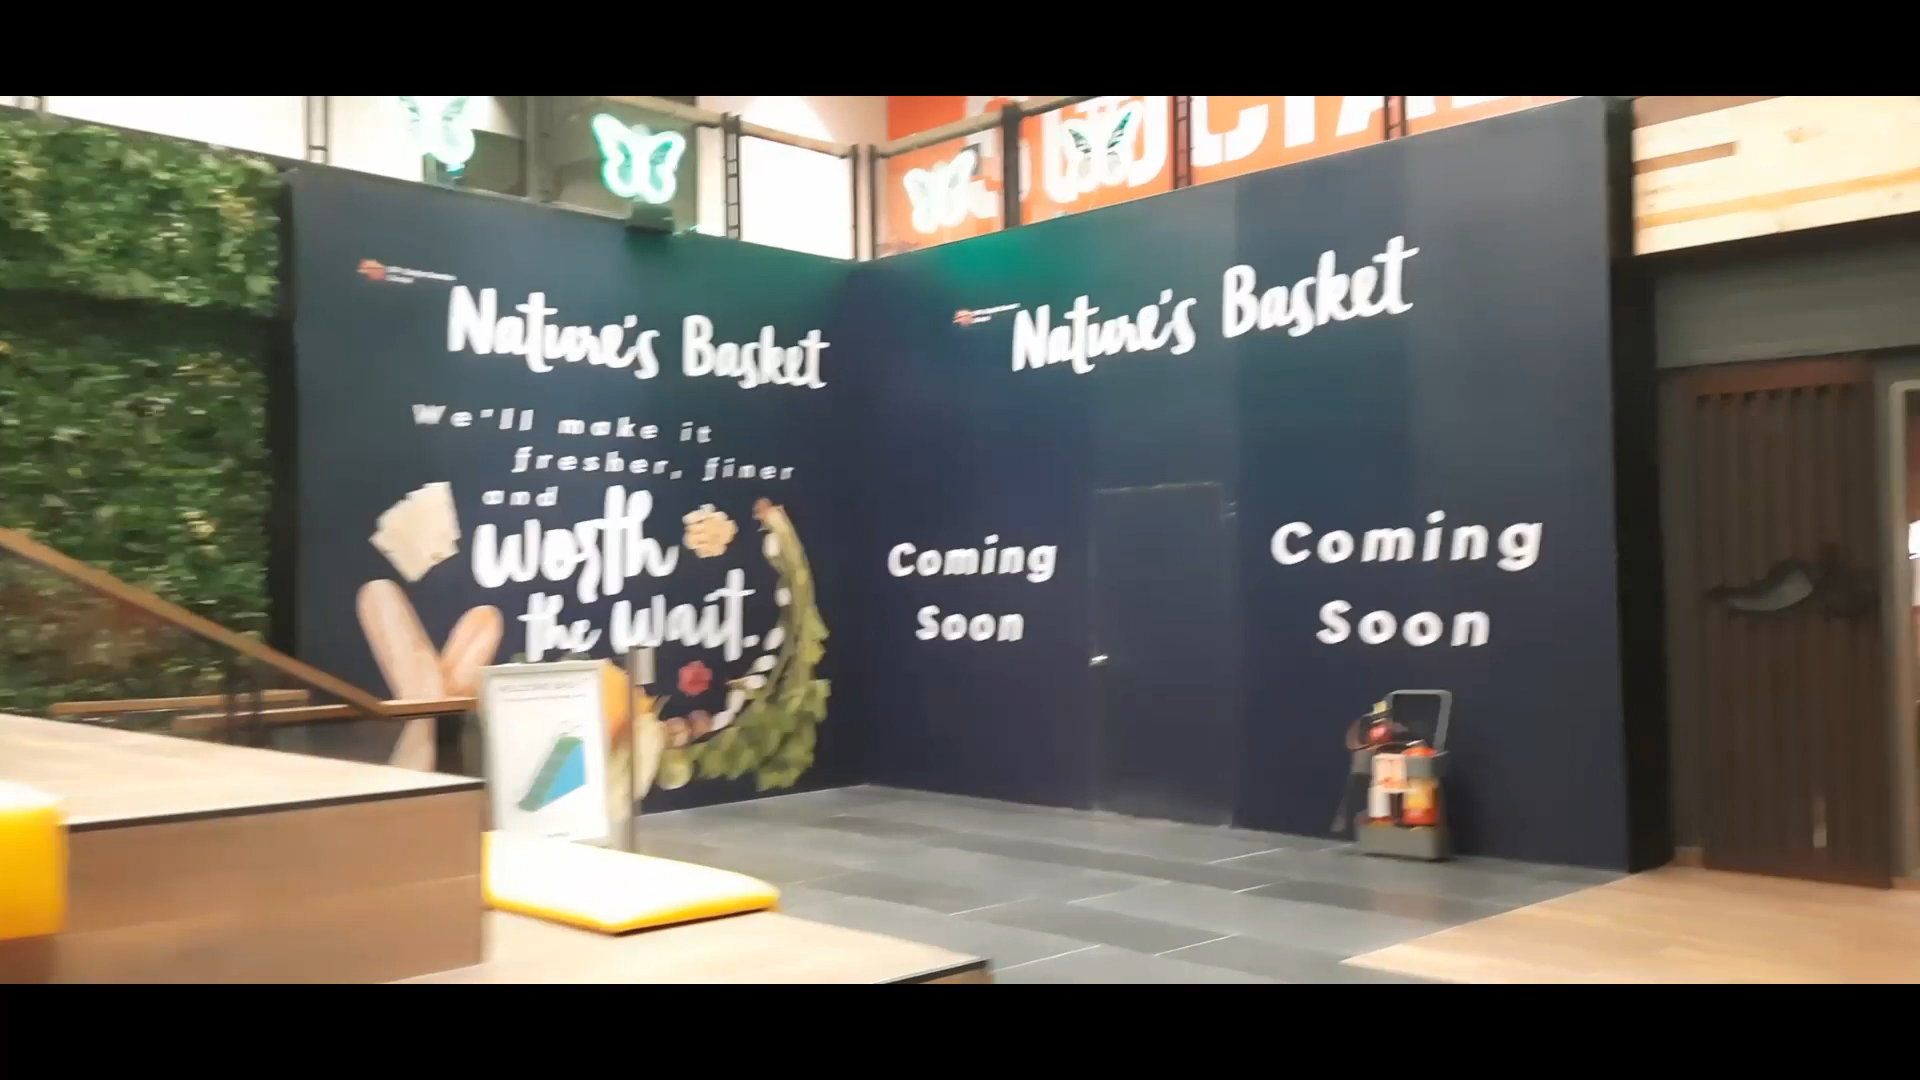 Nature's Basket
We'll make it
fresher, finer
and
Worth
the Wait.
Nature's Basket
Coming
Soon
Coming
Soon